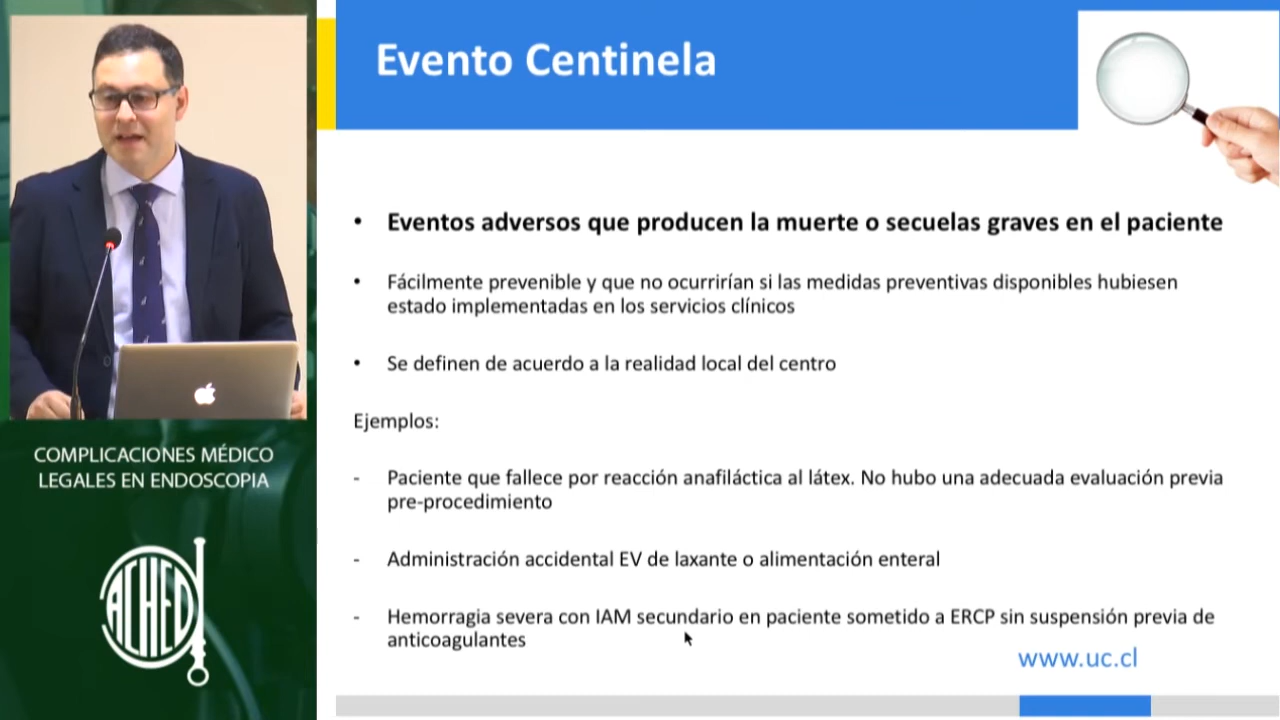 Evento Centinela
• Eventos adversos que producen la muerte o secuelas graves en el paciente
• Fácilmente prevenible y que no ocurrirían si las medidas preventivas disponibles hubiesen
estado implementadas en los servicios clínicos
• Se definen de acuerdo a la realidad local del centro
Ejemplos:
- Paciente que fallece por reacción anafiláctica al látex. No hubo una adecuada evaluación previa
pre-procedimiento
- Administración accidental EV de laxante o alimentación enteral
- Hemorragia severa con IAM secundario en paciente sometido a ERCP sin suspensión previa de
anticoagulantes
www.uc.cl
COMPLICACIONES MÉDICO
LEGALES EN ENDOSCOPIA
ACHED